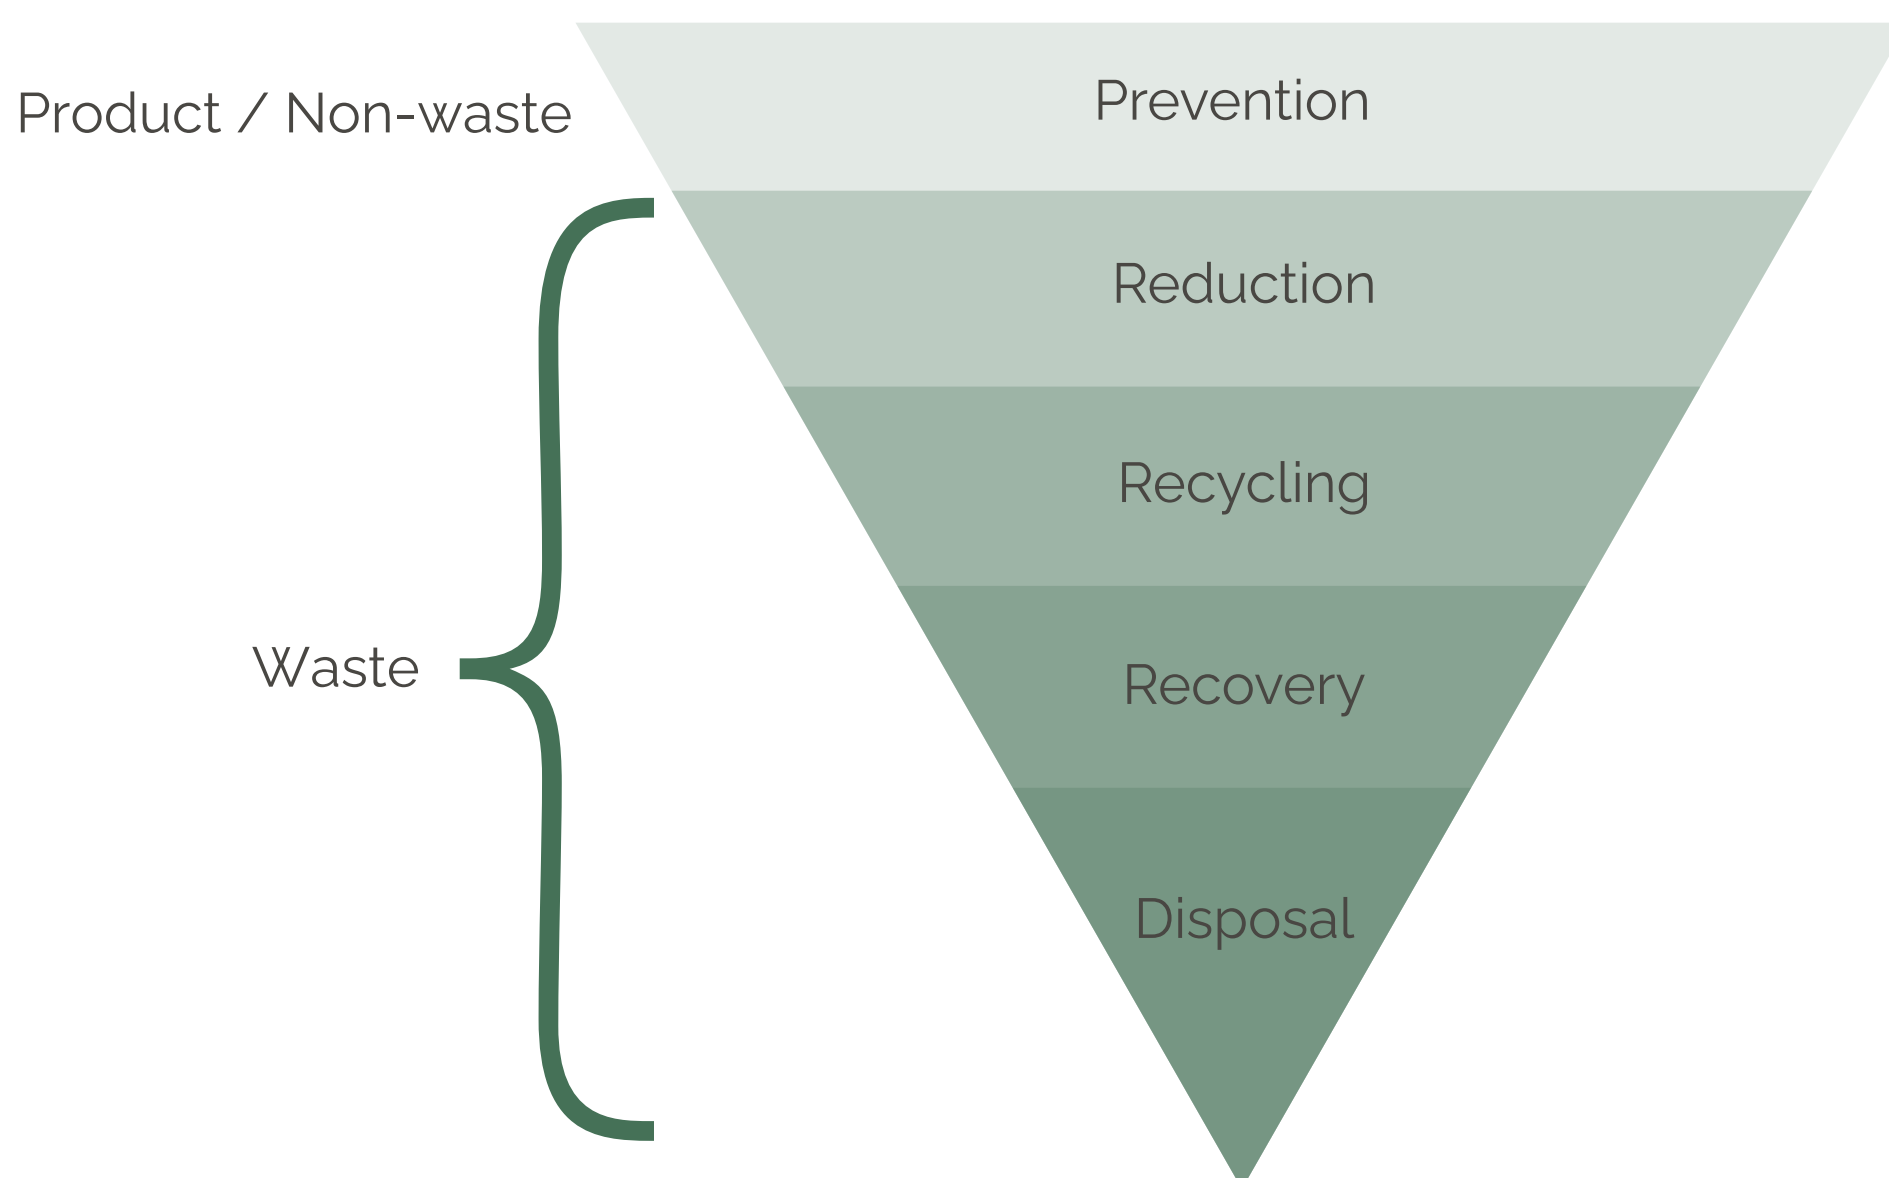 Product / Non-waste
Prevention
Reduction
Recycling
Waste
Recovery
Disposal